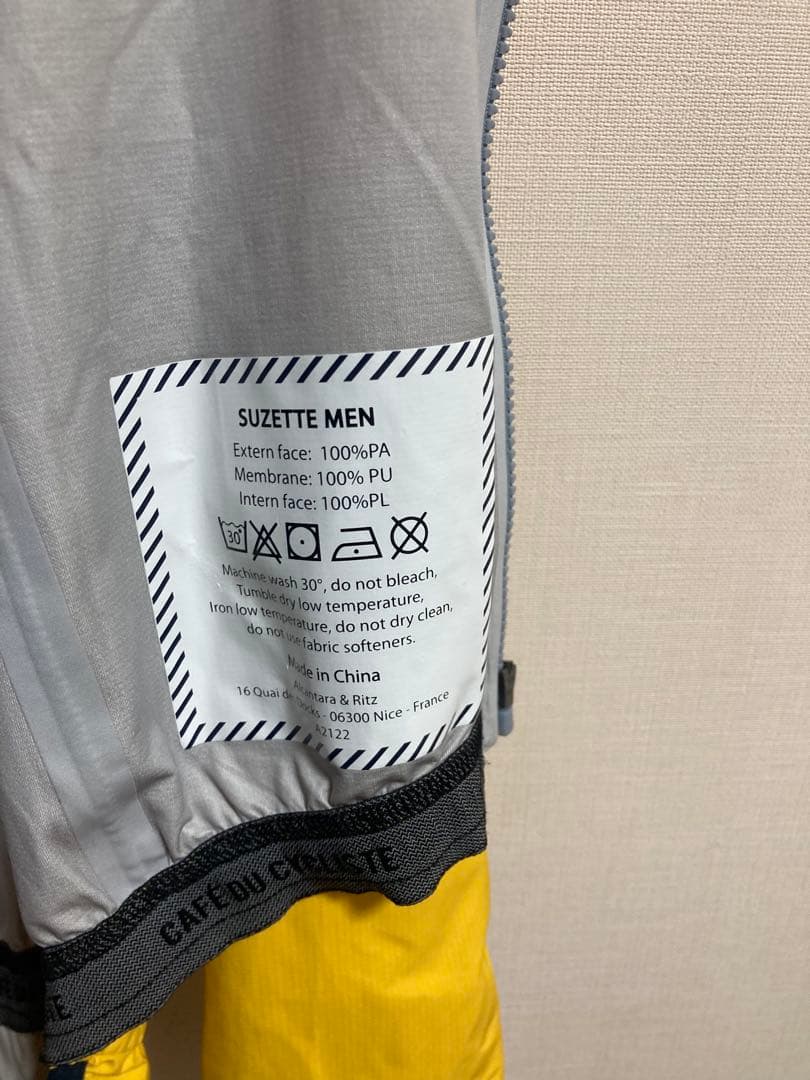 SUZETTE MEN
Extern face: 100%PA
Membrane: 100% PU
Intern face: 100%PL
30°
Machine wash 30°, do not bleach,
Tumble dry low temperature,
Iron low temperature, do not dry clean,
do not use fabric softeners.
Made in China
Alcantara & Ritz
16 Quai des Docks - 06300 Nice - France
A2122
CAFÉ DU CYCLISTE